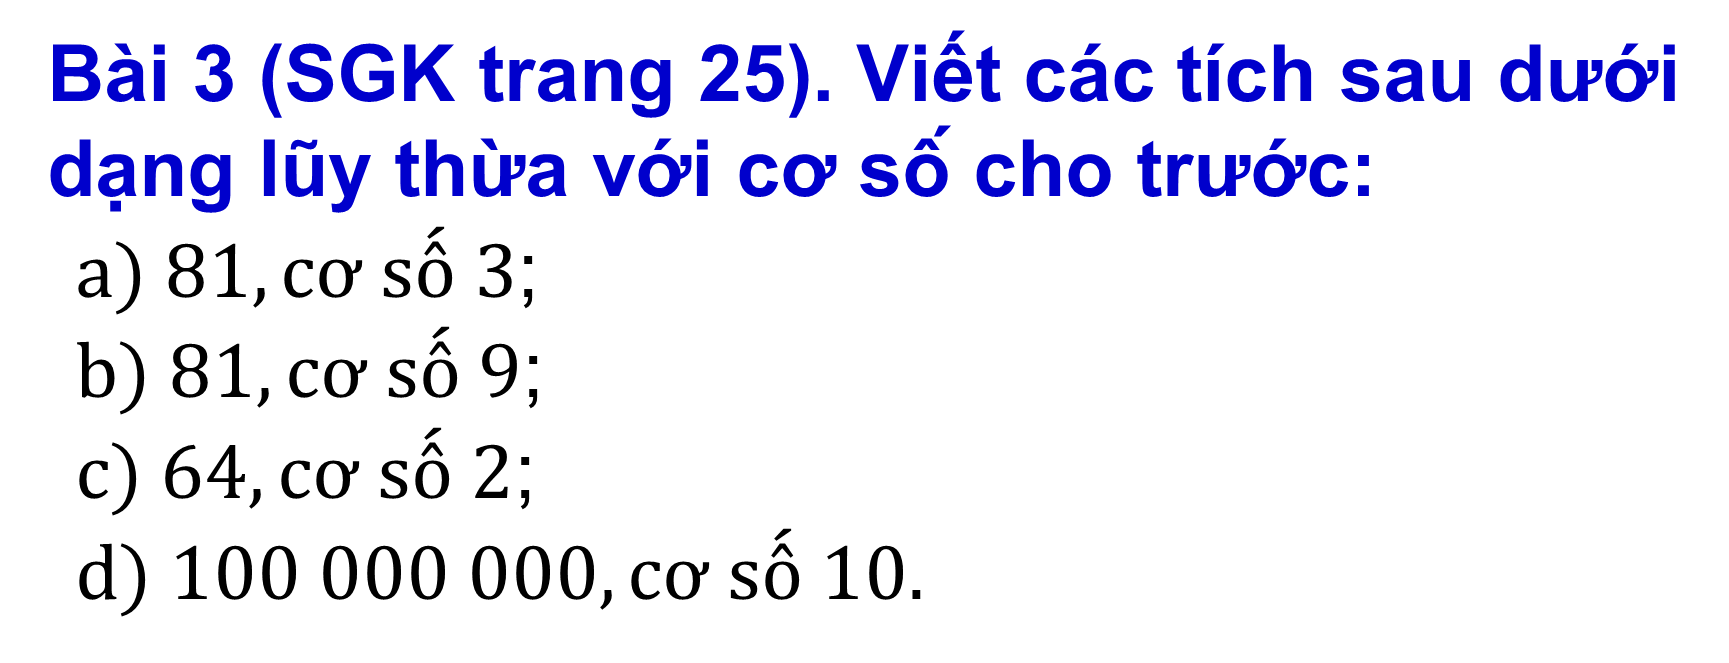 Bài 3 (SGK trang 25). Viết các tích sau dưới
dạng lũy thừa với cơ số cho trước:
a) 81, cơ số 3;
b) 81, cơ số 9;
c) 64, cơ số 2;
d) 100 000 000, cơ số 10.